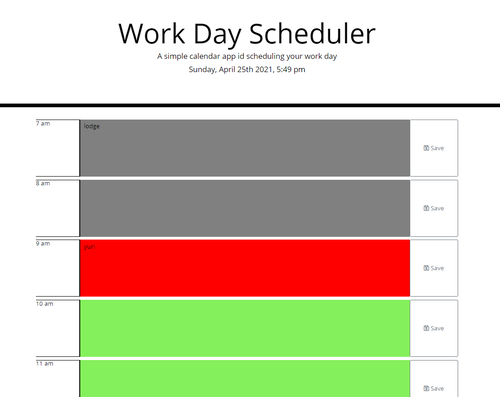 Work Day Scheduler
A simple calendar app id scheduling your work day
Sunday, April 25th 2021, 5:49 pm
7 am lodge Save
8 am Save
9 am yurt Save
10 am Save
11 am Save